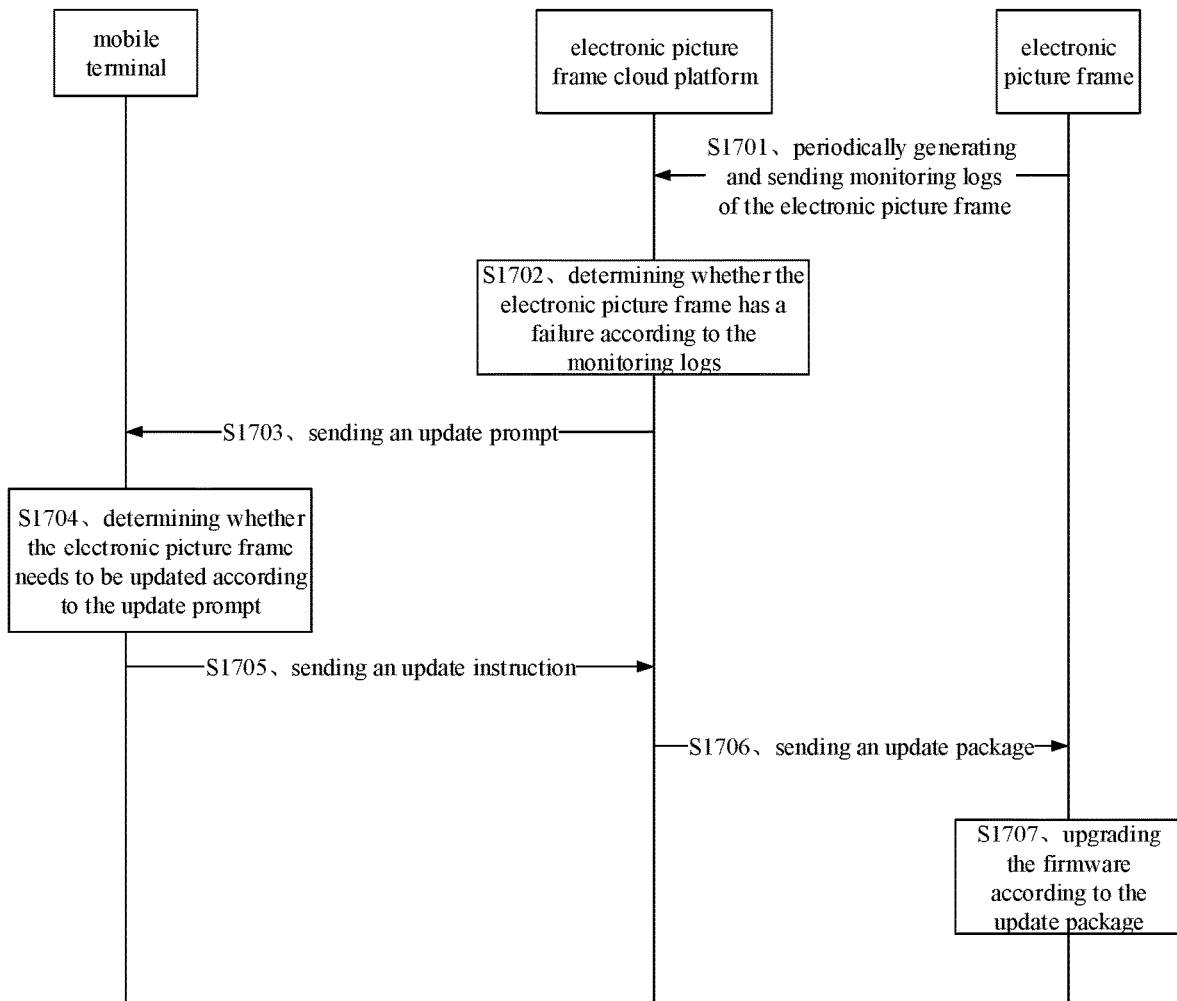 mobile
terminal
electronic picture
frame cloud platform
electronic
picture frame
S1701、periodically generating
and sending monitoring logs
of the electronic picture frame
S1702、determining whether the
electronic picture frame has a
failure according to the
monitoring logs
S1703、sending an update prompt
S1704、determining whether
the electronic picture frame
needs to be updated according
to the update prompt
S1705、sending an update instruction
S1706、sending an update package
S1707、upgrading
the firmware
according to the
update package